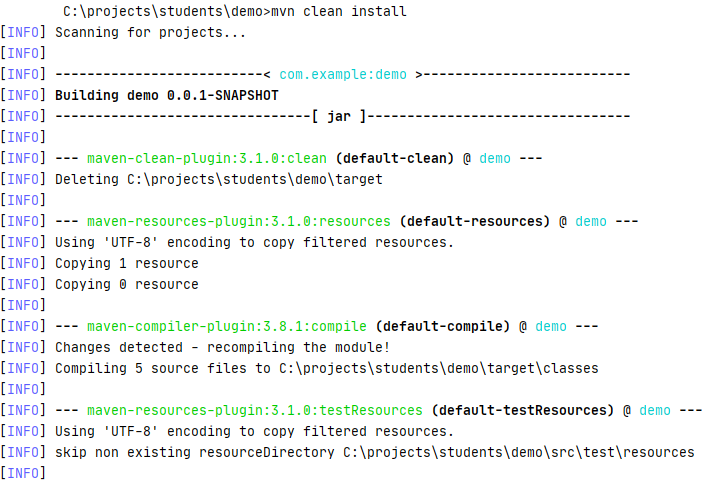 C:\projects\students\demo>mvn clean install
[INFO] Scanning for projects...
[INFO]
[INFO] --------------------------< com.example:demo >--------------------------
[INFO] Building demo 0.0.1-SNAPSHOT
[INFO] --------------------------------[ jar ]---------------------------------
[INFO]
[INFO] --- maven-clean-plugin:3.1.0:clean (default-clean) @ demo ---
[INFO] Deleting C:\projects\students\demo\target
[INFO]
[INFO] --- maven-resources-plugin:3.1.0:resources (default-resources) @ demo ---
[INFO] Using 'UTF-8' encoding to copy filtered resources.
[INFO] Copying 1 resource
[INFO] Copying 0 resource
[INFO]
[INFO] --- maven-compiler-plugin:3.8.1:compile (default-compile) @ demo ---
[INFO] Changes detected - recompiling the module!
[INFO] Compiling 5 source files to C:\projects\students\demo\target\classes
[INFO]
[INFO] --- maven-resources-plugin:3.1.0:testResources (default-testResources) @ demo ---
[INFO] Using 'UTF-8' encoding to copy filtered resources.
[INFO] skip non existing resourceDirectory C:\projects\students\demo\src\test\resources
[INFO]